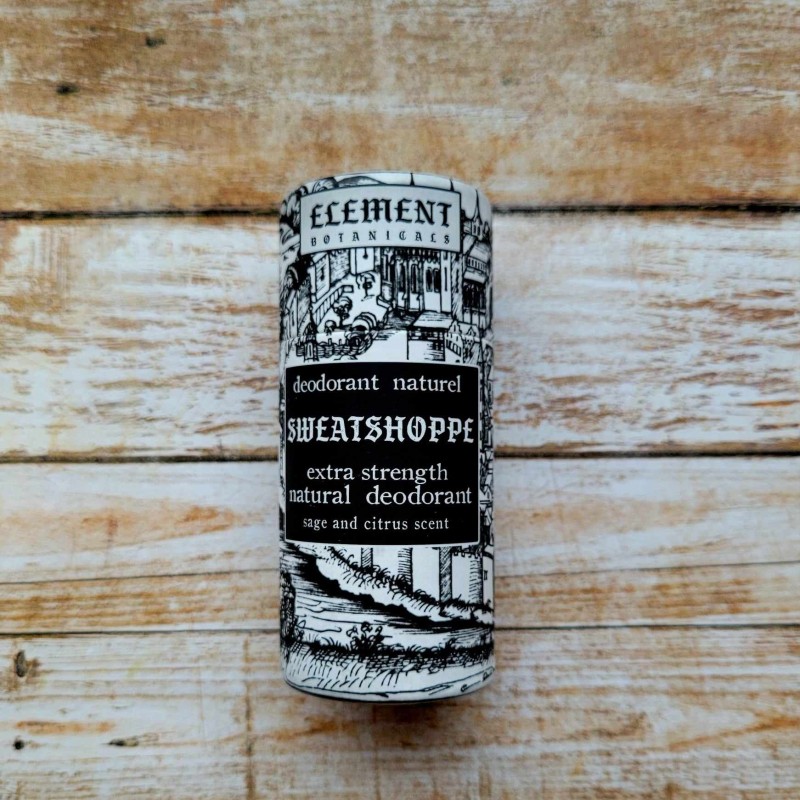 ELEMENT
BOTANICALS
deodorant naturel
SWEATSHOPPE
extra strength
natural deodorant
sage and citrus scent